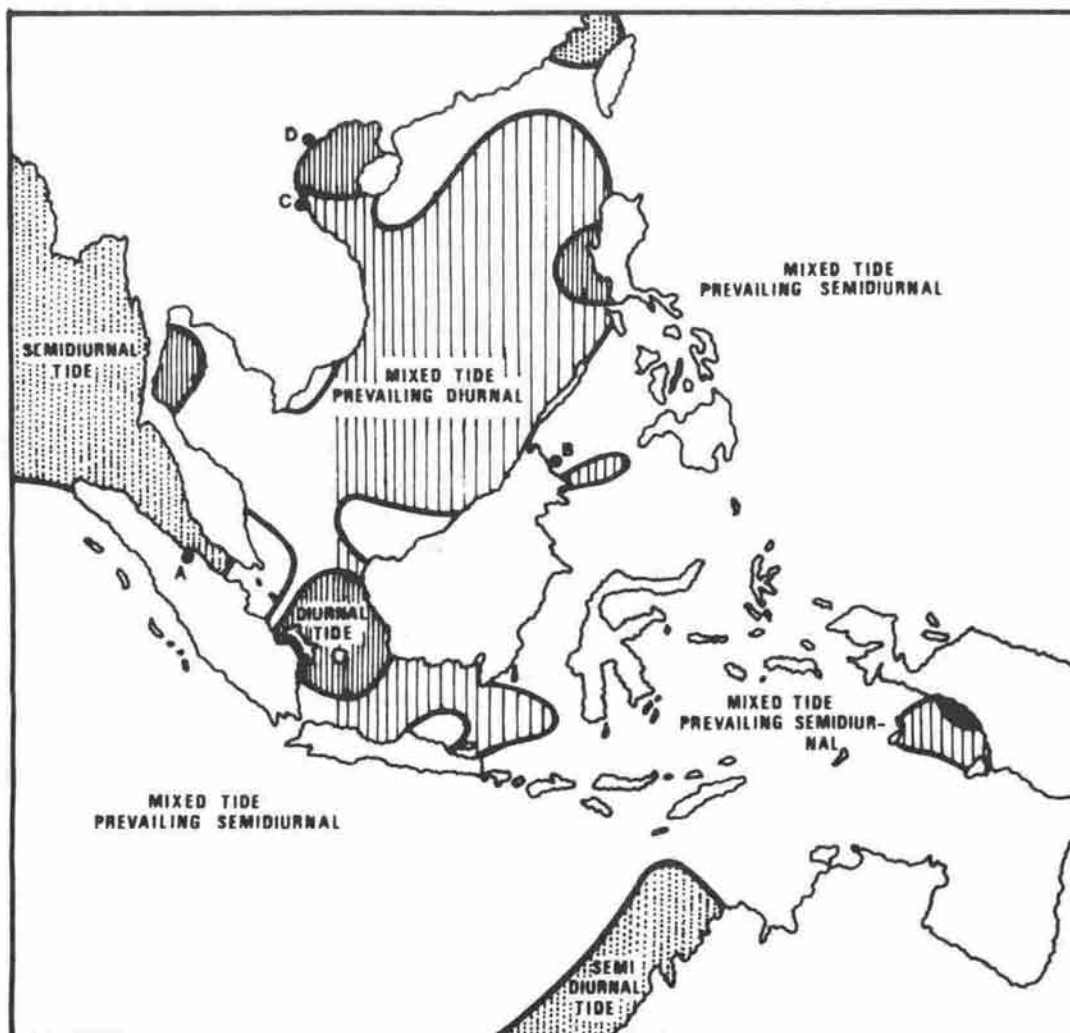 D
C
MIXED TIDE
PREVAILING SEMIDIURNAL
SEMIDIURNAL
TIDE
MIXED TIDE
PREVAILING DIURNAL
B
A
DIURNAL
TIDE
MIXED TIDE
PREVAILING SEMIDIUR-
NAL
MIXED TIDE
PREVAILING SEMIDIURNAL
SEMI
DIURNAL
TIDE